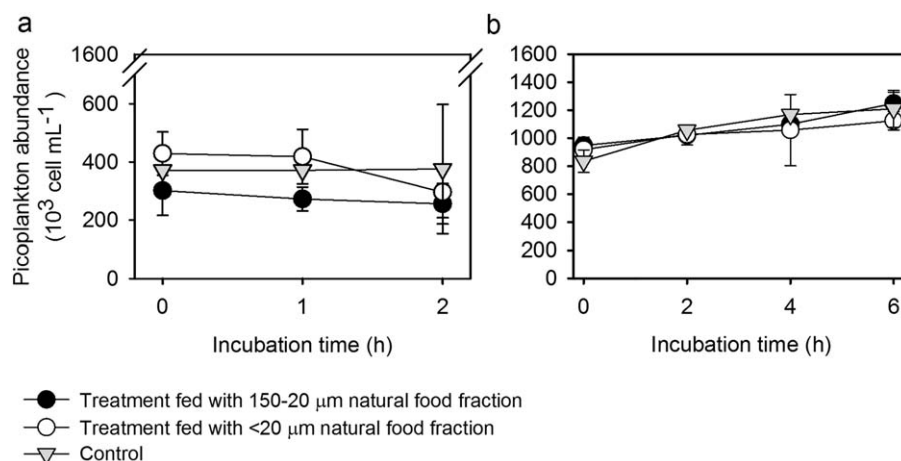 a
b
Picoplankton abundance
(10³ cell mL⁻¹)
1600
600
400
200
0
0 1 2
Incubation time (h)
1600
1400
1200
1000
800
600
400
200
0
0 2 4 6
Incubation time (h)
Treatment fed with 150-20 μm natural food fraction
Treatment fed with <20 μm natural food fraction
Control